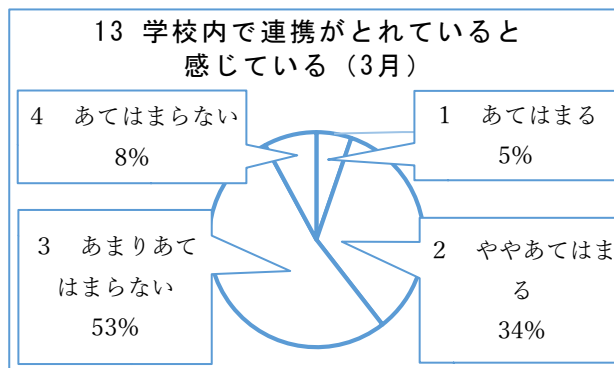 13 学校内で連携がとれていると
感じている（3月）
4　あてはまらない
8%
1　あてはまる
5%
3　あまりあて
はまらない
53%
2　ややあてはま
る
34%